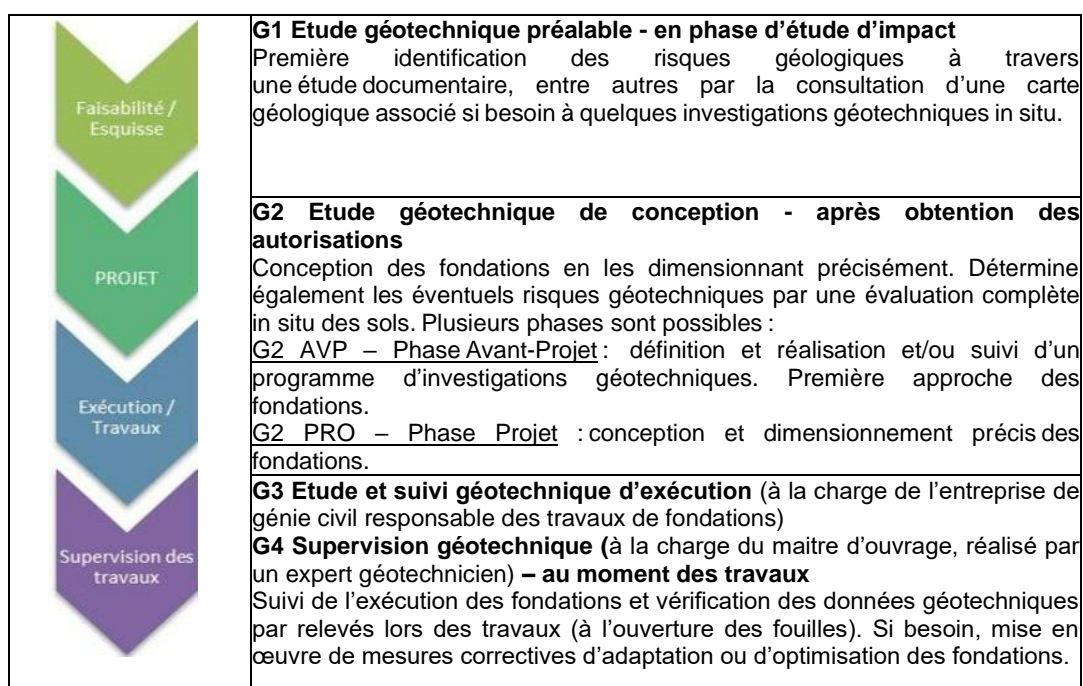 Faisabilité /
Esquisse
G1 Etude géotechnique préalable - en phase d’étude d’impact
Première identification des risques géologiques à travers
une étude documentaire, entre autres par la consultation d’une carte
géologique associé si besoin à quelques investigations géotechniques in situ.
PROJET
G2 Etude géotechnique de conception - après obtention des
autorisations
Conception des fondations en les dimensionnant précisément. Détermine
également les éventuels risques géotechniques par une évaluation complète
in situ des sols. Plusieurs phases sont possibles :
G2 AVP – Phase Avant-Projet : définition et réalisation et/ou suivi d’un
programme d’investigations géotechniques. Première approche des
fondations.
G2 PRO – Phase Projet : conception et dimensionnement précis des
fondations.
Exécution /
Travaux
G3 Etude et suivi géotechnique d’exécution (à la charge de l’entreprise de
génie civil responsable des travaux de fondations)
G4 Supervision géotechnique (à la charge du maitre d’ouvrage, réalisé par
un expert géotechnicien) – au moment des travaux
Suivi de l’exécution des fondations et vérification des données géotechniques
par relevés lors des travaux (à l’ouverture des fouilles). Si besoin, mise en
œuvre de mesures correctives d’adaptation ou d’optimisation des fondations.
Supervision des
travaux